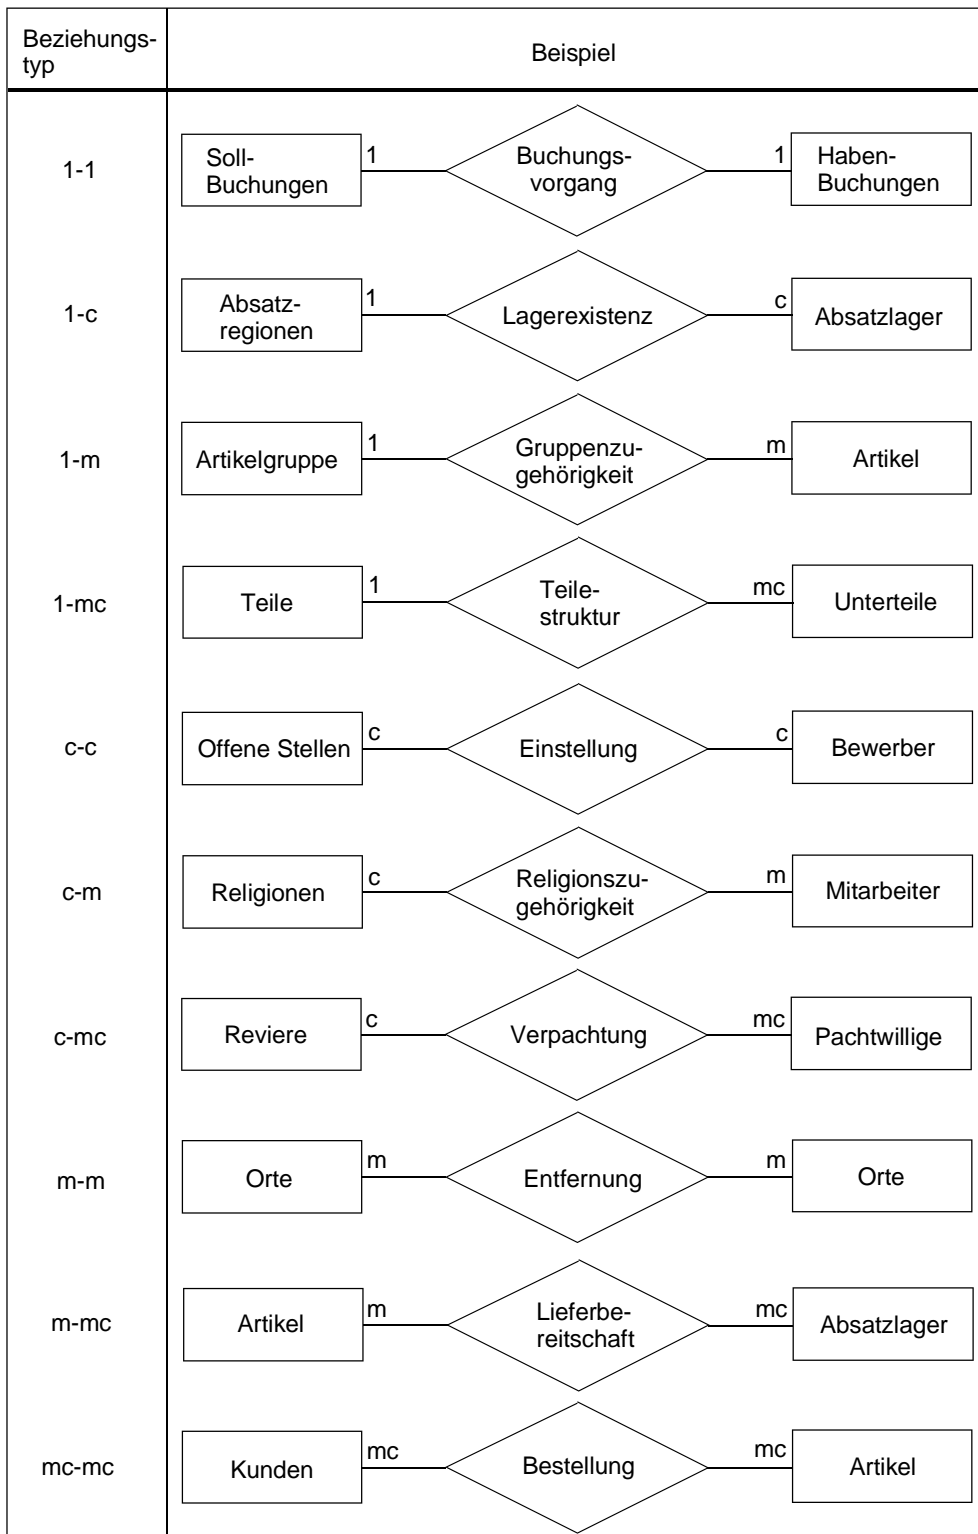 Beziehungs-
typ
Beispiel
1-1
Soll-
Buchungen
1
Buchungs-
vorgang
1
Haben-
Buchungen
1-c
Absatz-
regionen
1
Lagerexistenz
c
Absatzlager
1-m
Artikelgruppe
1
Gruppenzu-
gehörigkeit
m
Artikel
1-mc
Teile
1
Teile-
struktur
mc
Unterteile
c-c
Offene Stellen
c
Einstellung
c
Bewerber
c-m
Religionen
c
Religionszu-
gehörigkeit
m
Mitarbeiter
c-mc
Reviere
c
Verpachtung
mc
Pachtwillige
m-m
Orte
m
Entfernung
m
Orte
m-mc
Artikel
m
Lieferbe-
reitschaft
mc
Absatzlager
mc-mc
Kunden
mc
Bestellung
mc
Artikel